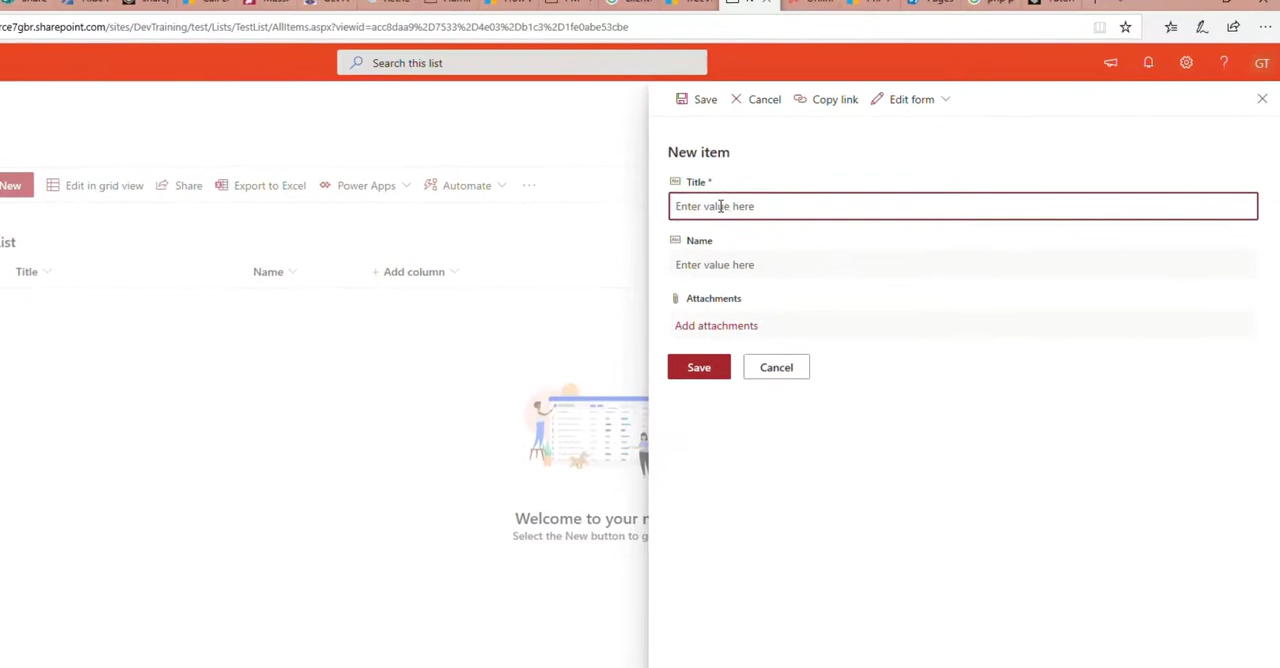 rce7gbr.sharepoint.com/sites/DevTraining/test/Lists/TestList/AllItems.aspx?viewid=acc8daa9%2D7533%2D4e03%2Db1c3%2D1fe0abe53cbe
Search this list
GT
Save Cancel Copy link Edit form
New item
Title *
Enter value here
Name
Enter value here
Attachments
Add attachments
Save Cancel
New Edit in grid view Share Export to Excel Power Apps Automate ...
ist
Title Name + Add column
Welcome to your n
Select the New button to g